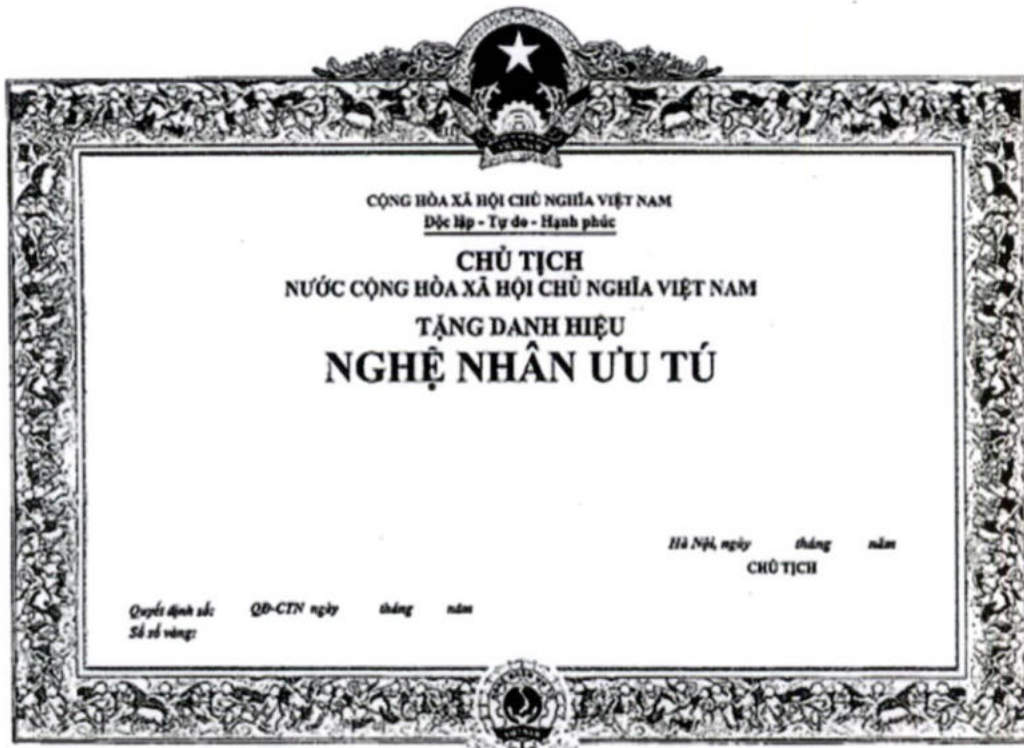 VIỆT NAM
CỘNG HÒA XÃ HỘI CHỦ NGHĨA VIỆT NAM
Độc lập - Tự do - Hạnh phúc
CHỦ TỊCH
NƯỚC CỘNG HÒA XÃ HỘI CHỦ NGHĨA VIỆT NAM
TẶNG DANH HIỆU
NGHỆ NHÂN ƯU TÚ
Hà Nội, ngày tháng năm
CHỦ TỊCH
Quyết định số: QĐ-CTN ngày tháng năm
Số sổ vàng: